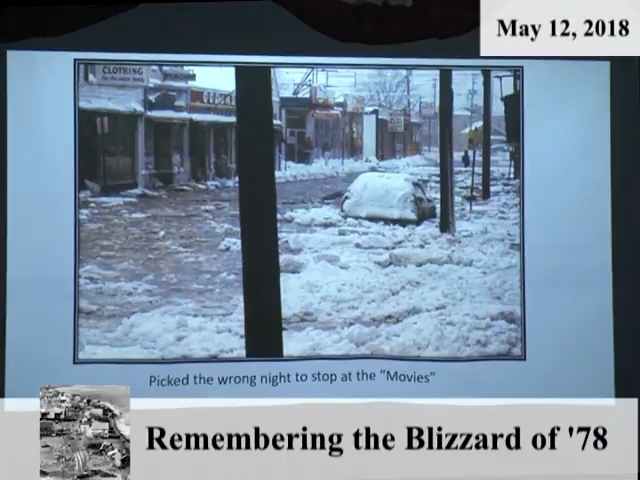 May 12, 2018
CLOTHING
Picked the wrong night to stop at the "Movies"
Remembering the Blizzard of '78